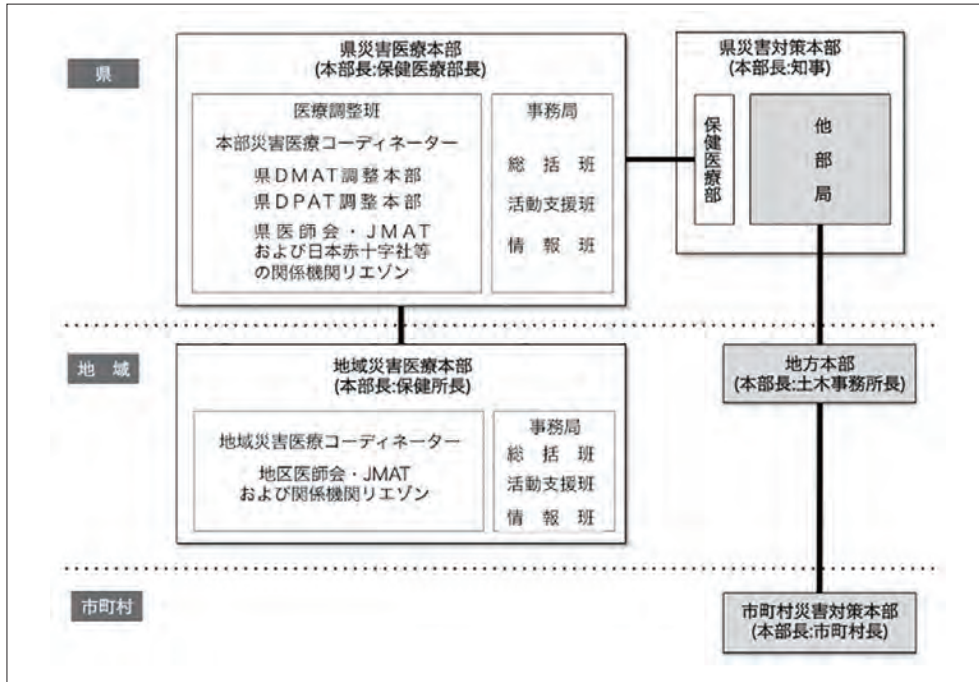 県
県災害医療本部
(本部長:保健医療部長)
医療調整班
本部災害医療コーディネーター
県DMAT調整本部
県DPAT調整本部
県医師会・JMAT
および日本赤十字社等
の関係機関リエゾン
事務局
総括班
活動支援班
情報班
県災害対策本部
(本部長:知事)
保健医療部
他部局
地域
地域災害医療本部
(本部長:保健所長)
地域災害医療コーディネーター
地区医師会・JMAT
および関係機関リエゾン
事務局
総括班
活動支援班
情報班
地方本部
(本部長:土木事務所長)
市町村
市町村災害対策本部
(本部長:市町村長)